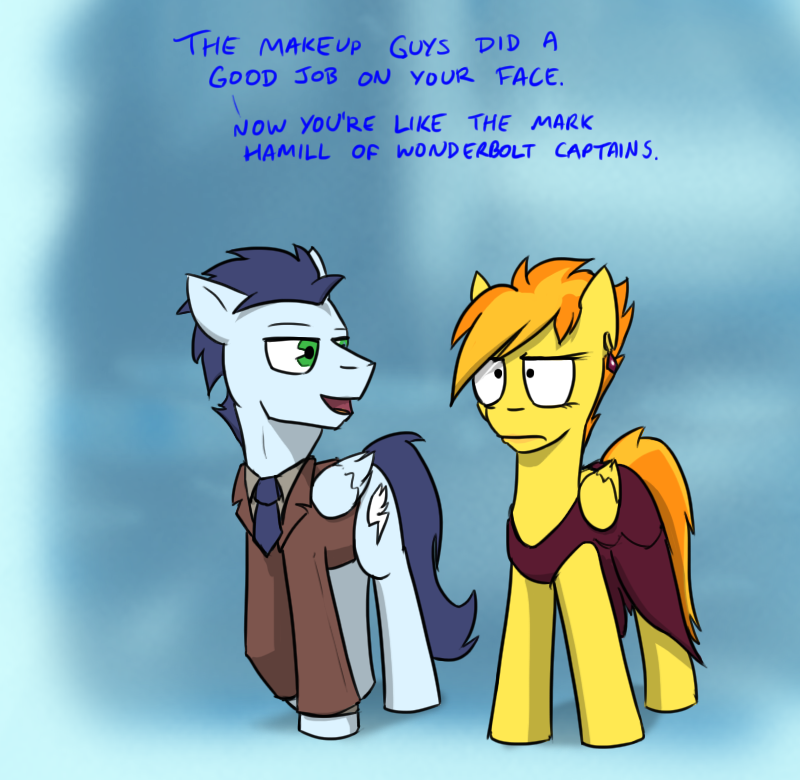 THE MAKEUP GUYS DID A
GOOD JOB ON YOUR FACE.
NOW YOU'RE LIKE THE MARK
HAMILL OF WONDERBOLT CAPTAINS.